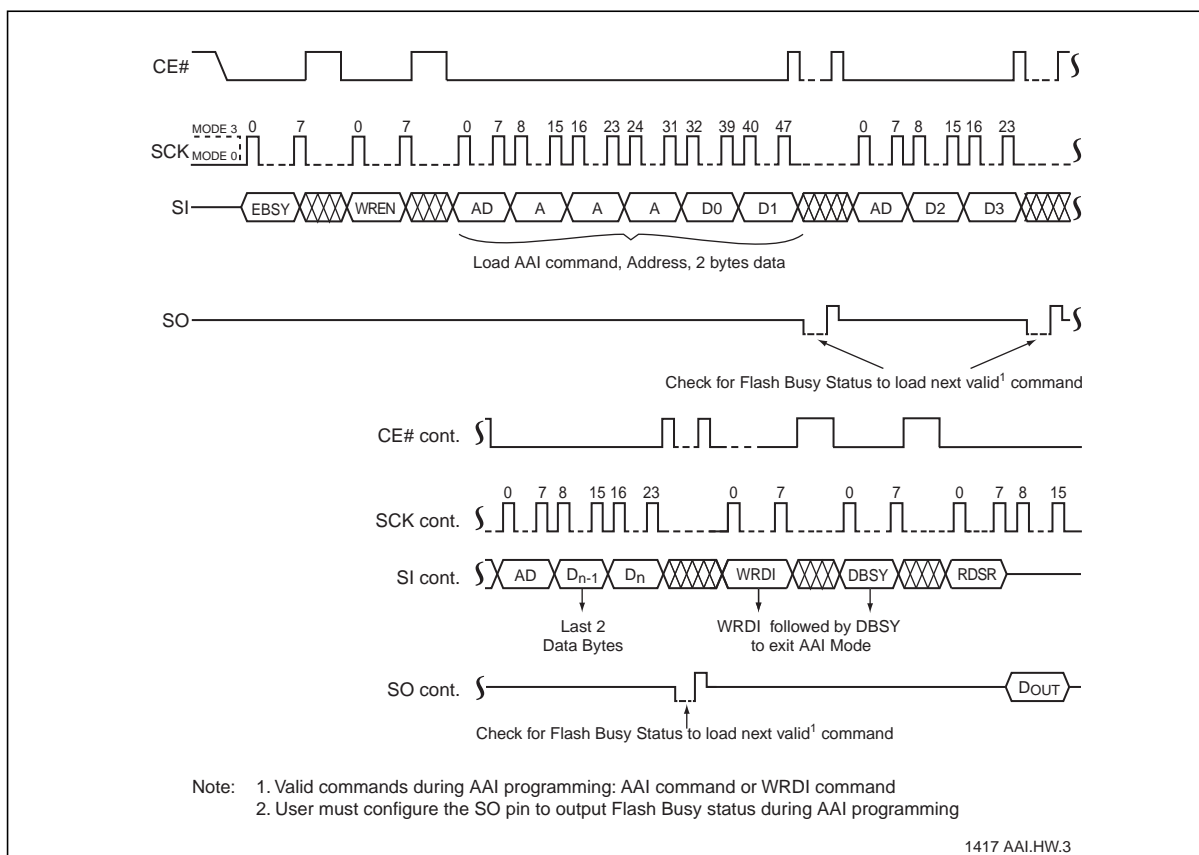 CE#
MODE 3
SCK
MODE 0
0 7 0 7 0 7 8 15 16 23 24 31 32 39 40 47 0 7 8 15 16 23
SI
EBSY WREN AD A A A D0 D1 AD D2 D3
Load AAI command, Address, 2 bytes data
SO
Check for Flash Busy Status to load next valid1 command
CE# cont.
0 7 8 15 16 23 0 7 0 7 0 7 8 15
SCK cont.
SI cont.
AD Dn-1 Dn WRDI DBSY RDSR
Last 2
Data Bytes
WRDI followed by DBSY
to exit AAI Mode
SO cont.
DOUT
Check for Flash Busy Status to load next valid1 command
Note: 1. Valid commands during AAI programming: AAI command or WRDI command
2. User must configure the SO pin to output Flash Busy status during AAI programming
1417 AAI.HW.3